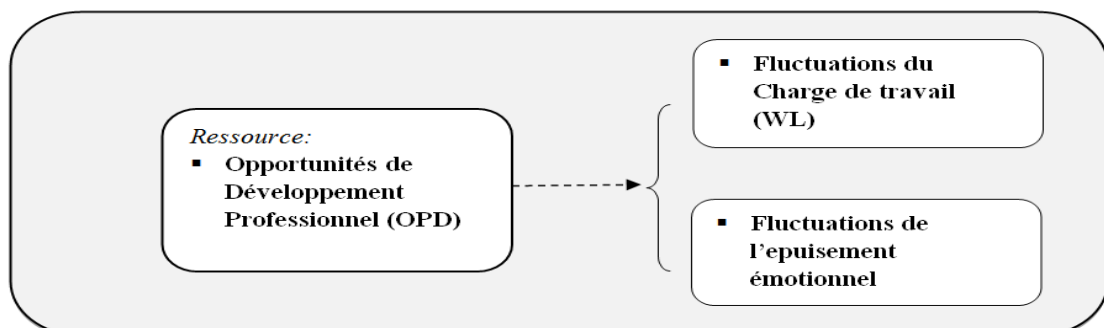 Ressource:
▪ Opportunités de
Développement
Professionnel (OPD)
▪ Fluctuations du
Charge de travail
(WL)
▪ Fluctuations de
l’epuisement
émotionnel